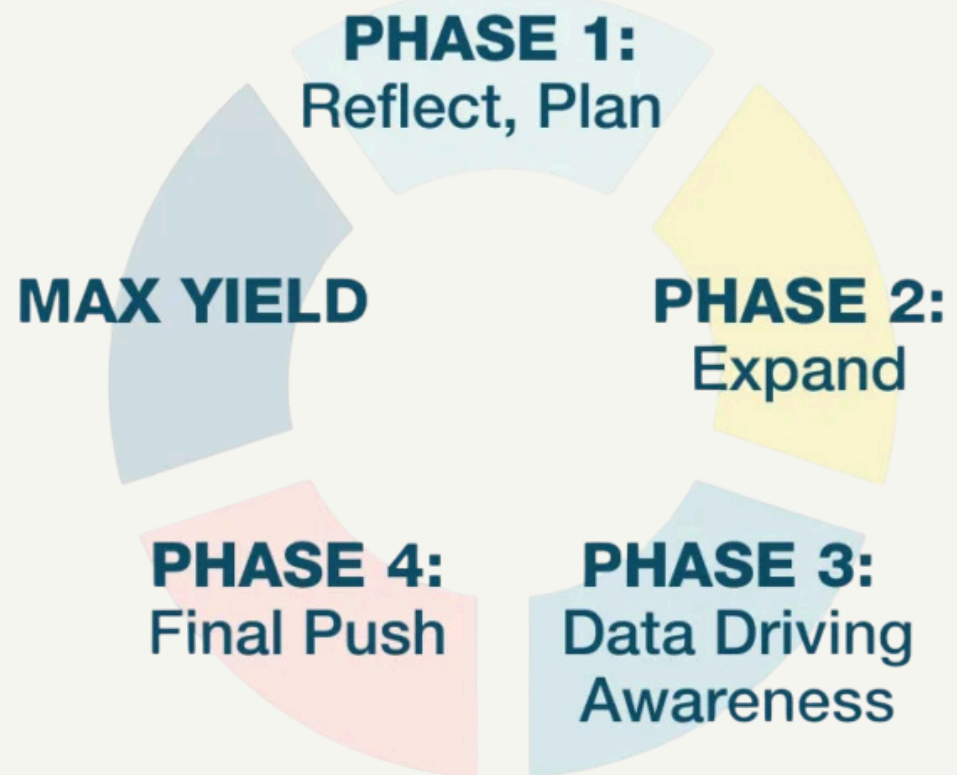 PHASE 1:
Reflect, Plan
PHASE 2:
Expand
PHASE 3:
Data Driving
Awareness
PHASE 4:
Final Push
MAX YIELD